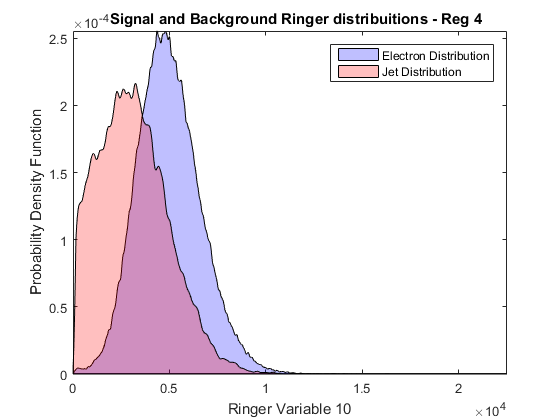 ×10⁻⁴ Signal and Background Ringer distribuitions - Reg 4
Electron Distribution
Jet Distribution
Probability Density Function
2.5
2
1.5
1
0.5
0
0 0.5 1 1.5 2
×10⁴
Ringer Variable 10